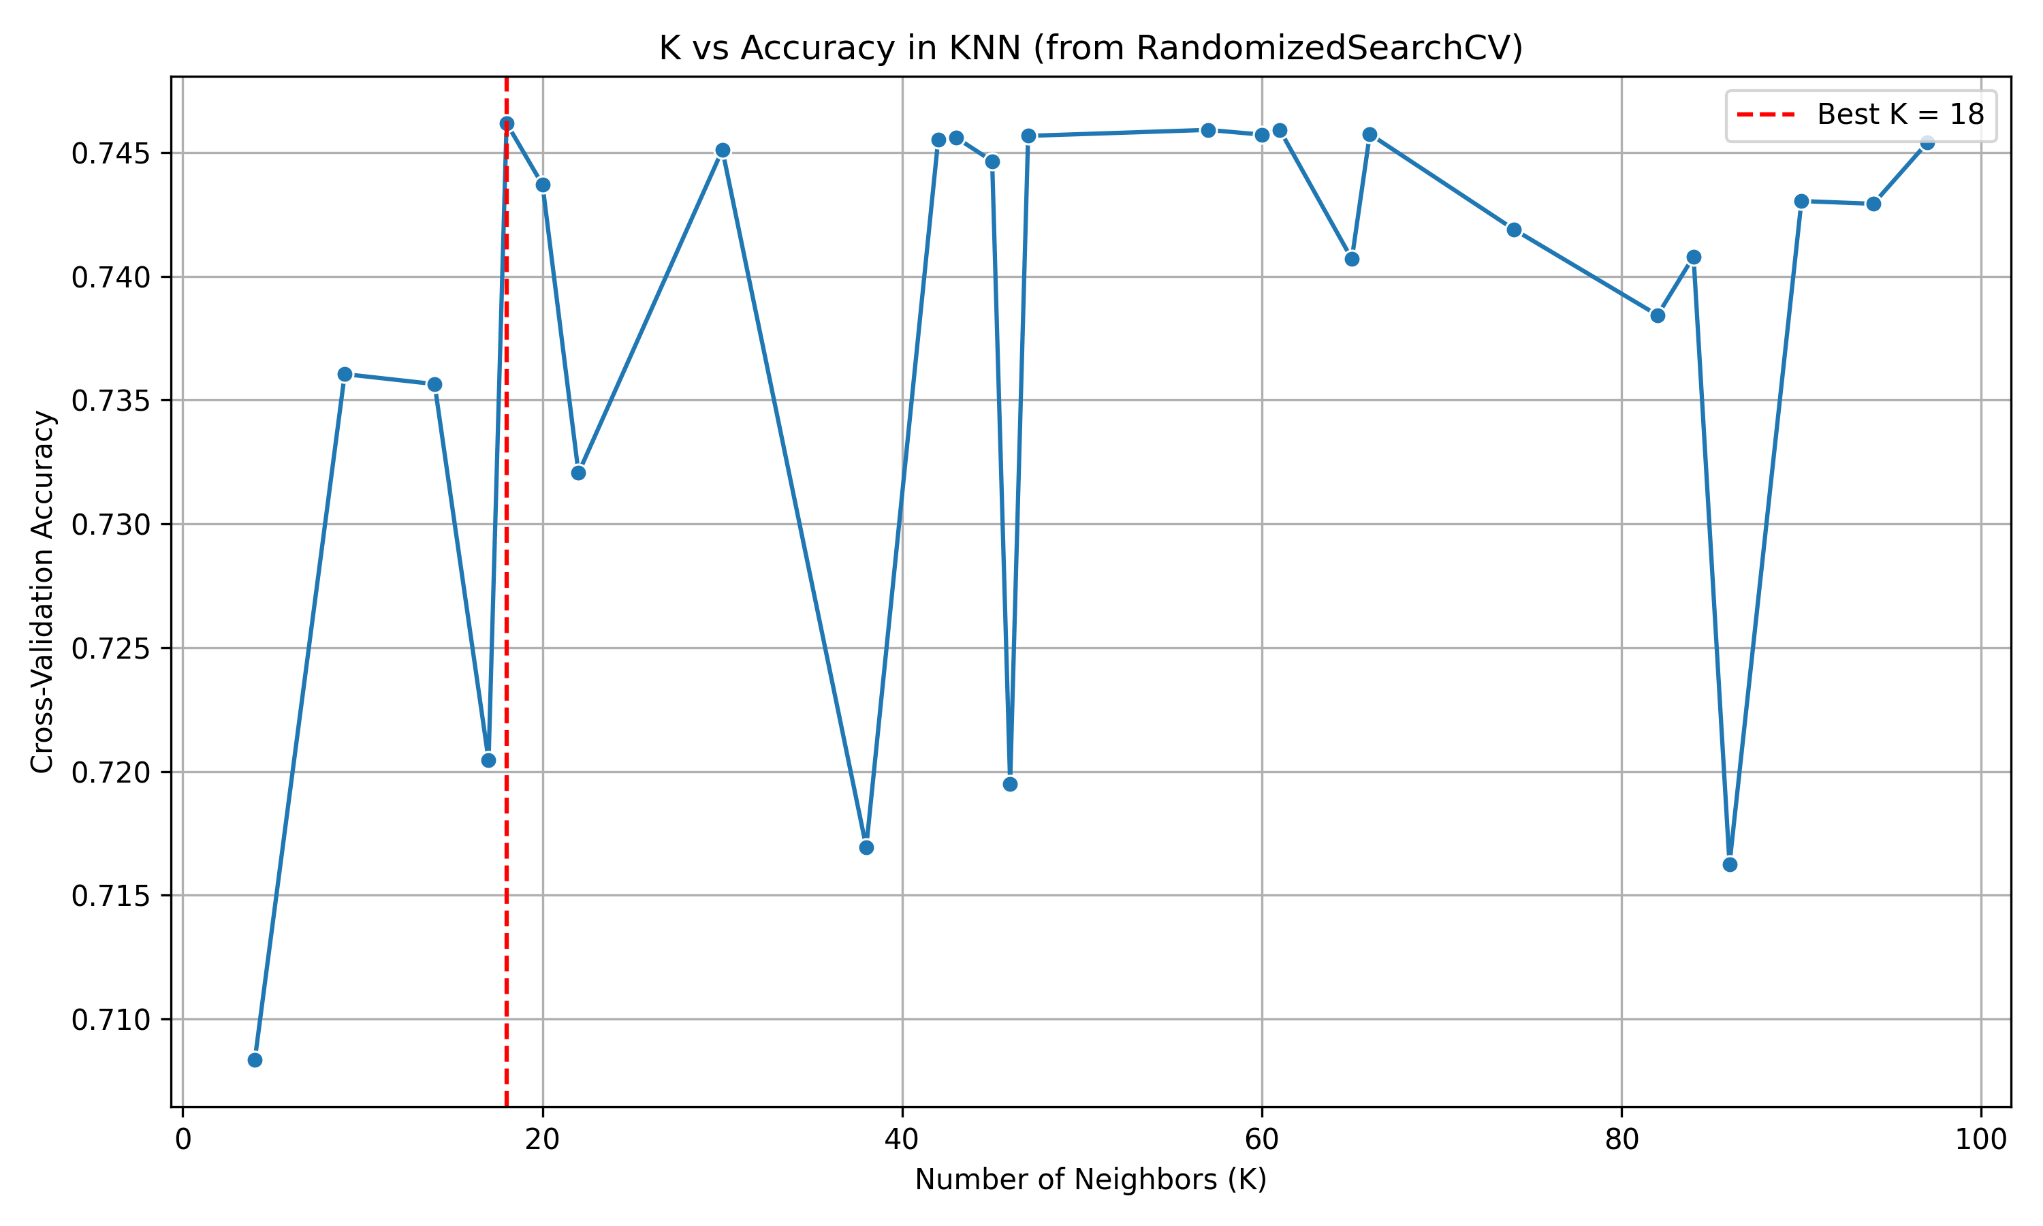 K vs Accuracy in KNN (from RandomizedSearchCV)
Best K = 18
0.745
0.740
0.735
0.730
0.725
0.720
0.715
0.710
Cross-Validation Accuracy
0 20 40 60 80 100
Number of Neighbors (K)